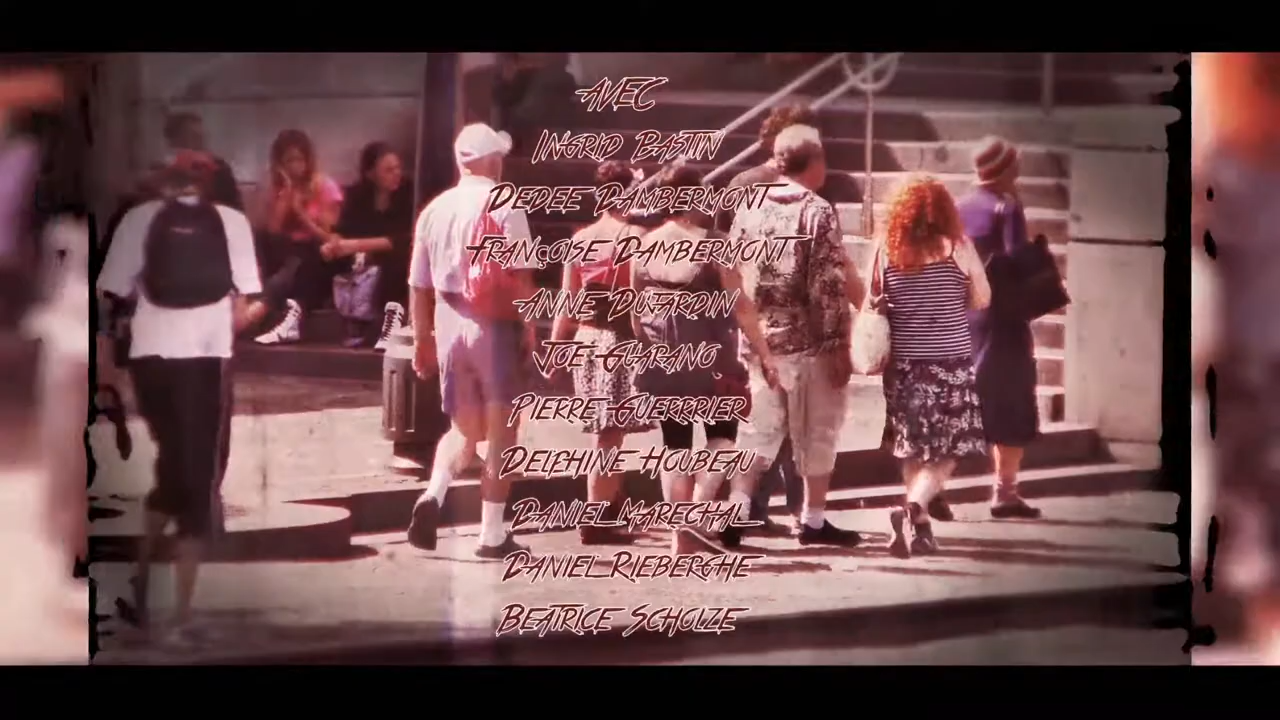 AVEC
INGRID BASTIN
DEDEE DAMBERMONT
FRANÇOISE DAMBERMONT
ANNE DUJARDIN
JOE GUARANO
PIERRE GUERRRIER
DELPHINE HOUBEAU
DANIEL MARECHAL
DANIEL RIEBERGHE
BEATRICE SCHOLZE